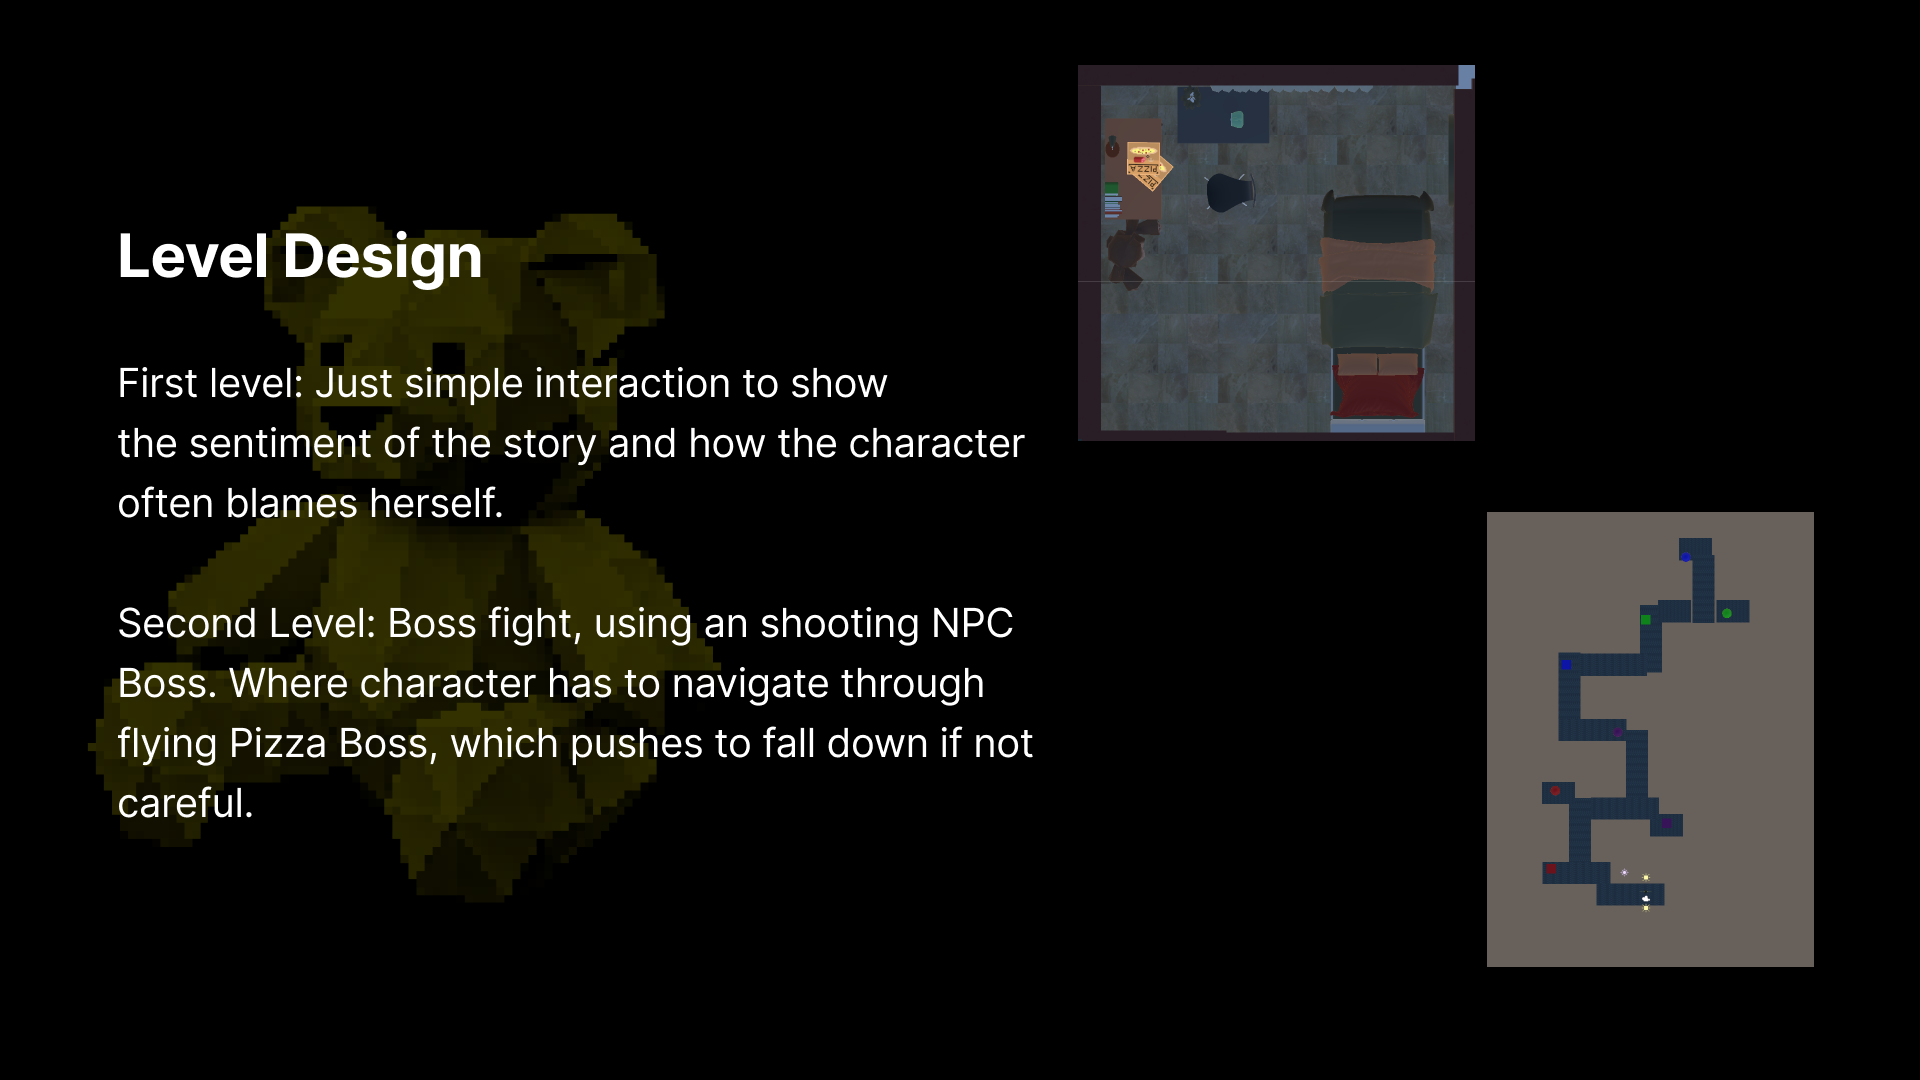 Level Design
First level: Just simple interaction to show
the sentiment of the story and how the character
often blames herself.
Second Level: Boss fight, using an shooting NPC
Boss. Where character has to navigate through
flying Pizza Boss, which pushes to fall down if not
careful.
PIZZA